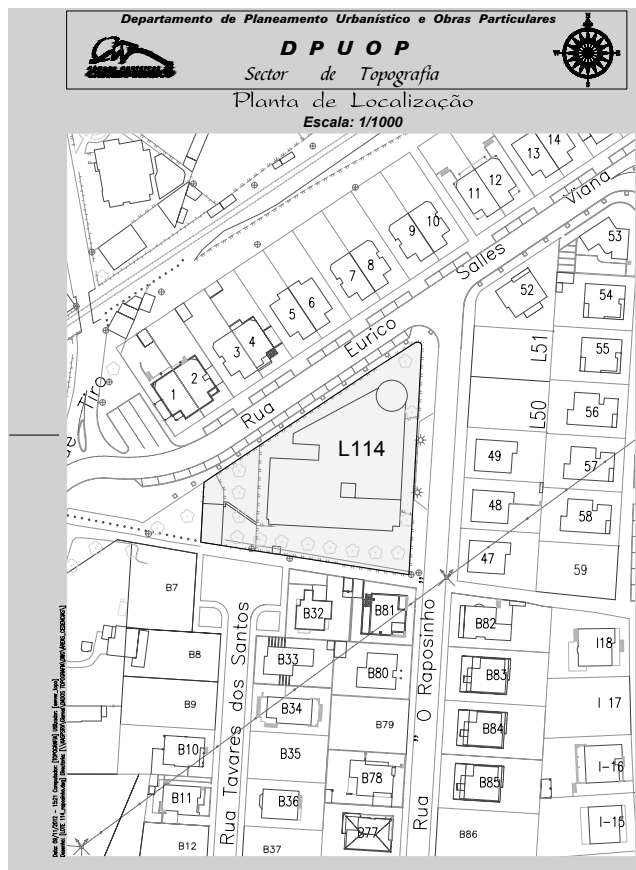 Departamento de Planeamento Urbanístico e Obras Particulares
D P U O P
Sector de Topografia
Planta de Localização
Escala: 1/1000
14
13
12
11
Viana
10
9
53
Salles
8
7
52
54
6
5
Eurico
L51
55
4
3
2
1
Tiro
Rua
L50
56
L114
49
57
48
58
47
59
B7
B32
B81
B82
I18
B8
B33
B80
B83
B9
B34
B79
I 17
B84
B10
B35
B78
I-16
B85
B11
B36
I-15
B12
B37
B77
B86
Rua Tavares dos Santos
Rua " O Raposinho "